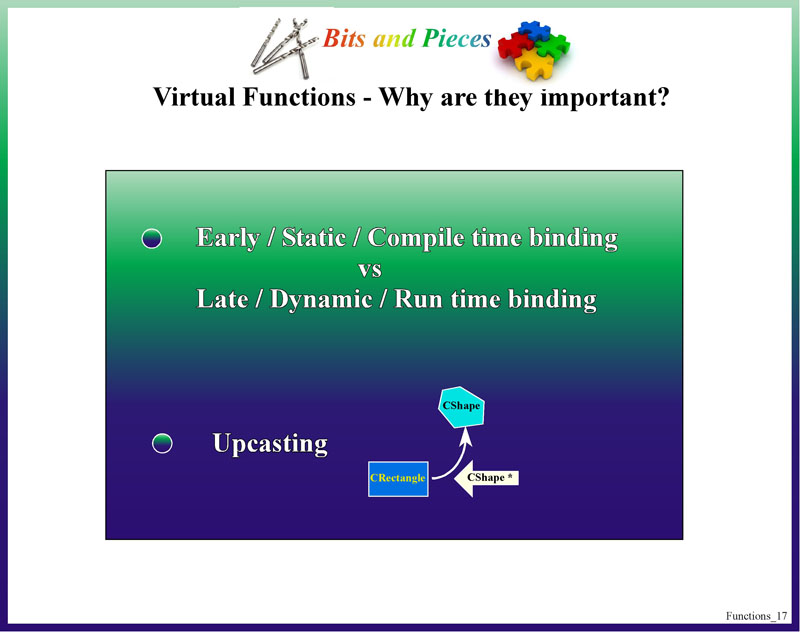 Bits and Pieces
Virtual Functions - Why are they important?
Early / Static / Compile time binding
vs
Late / Dynamic / Run time binding
CShape
Upcasting
CRectangle
CShape *
Functions_17